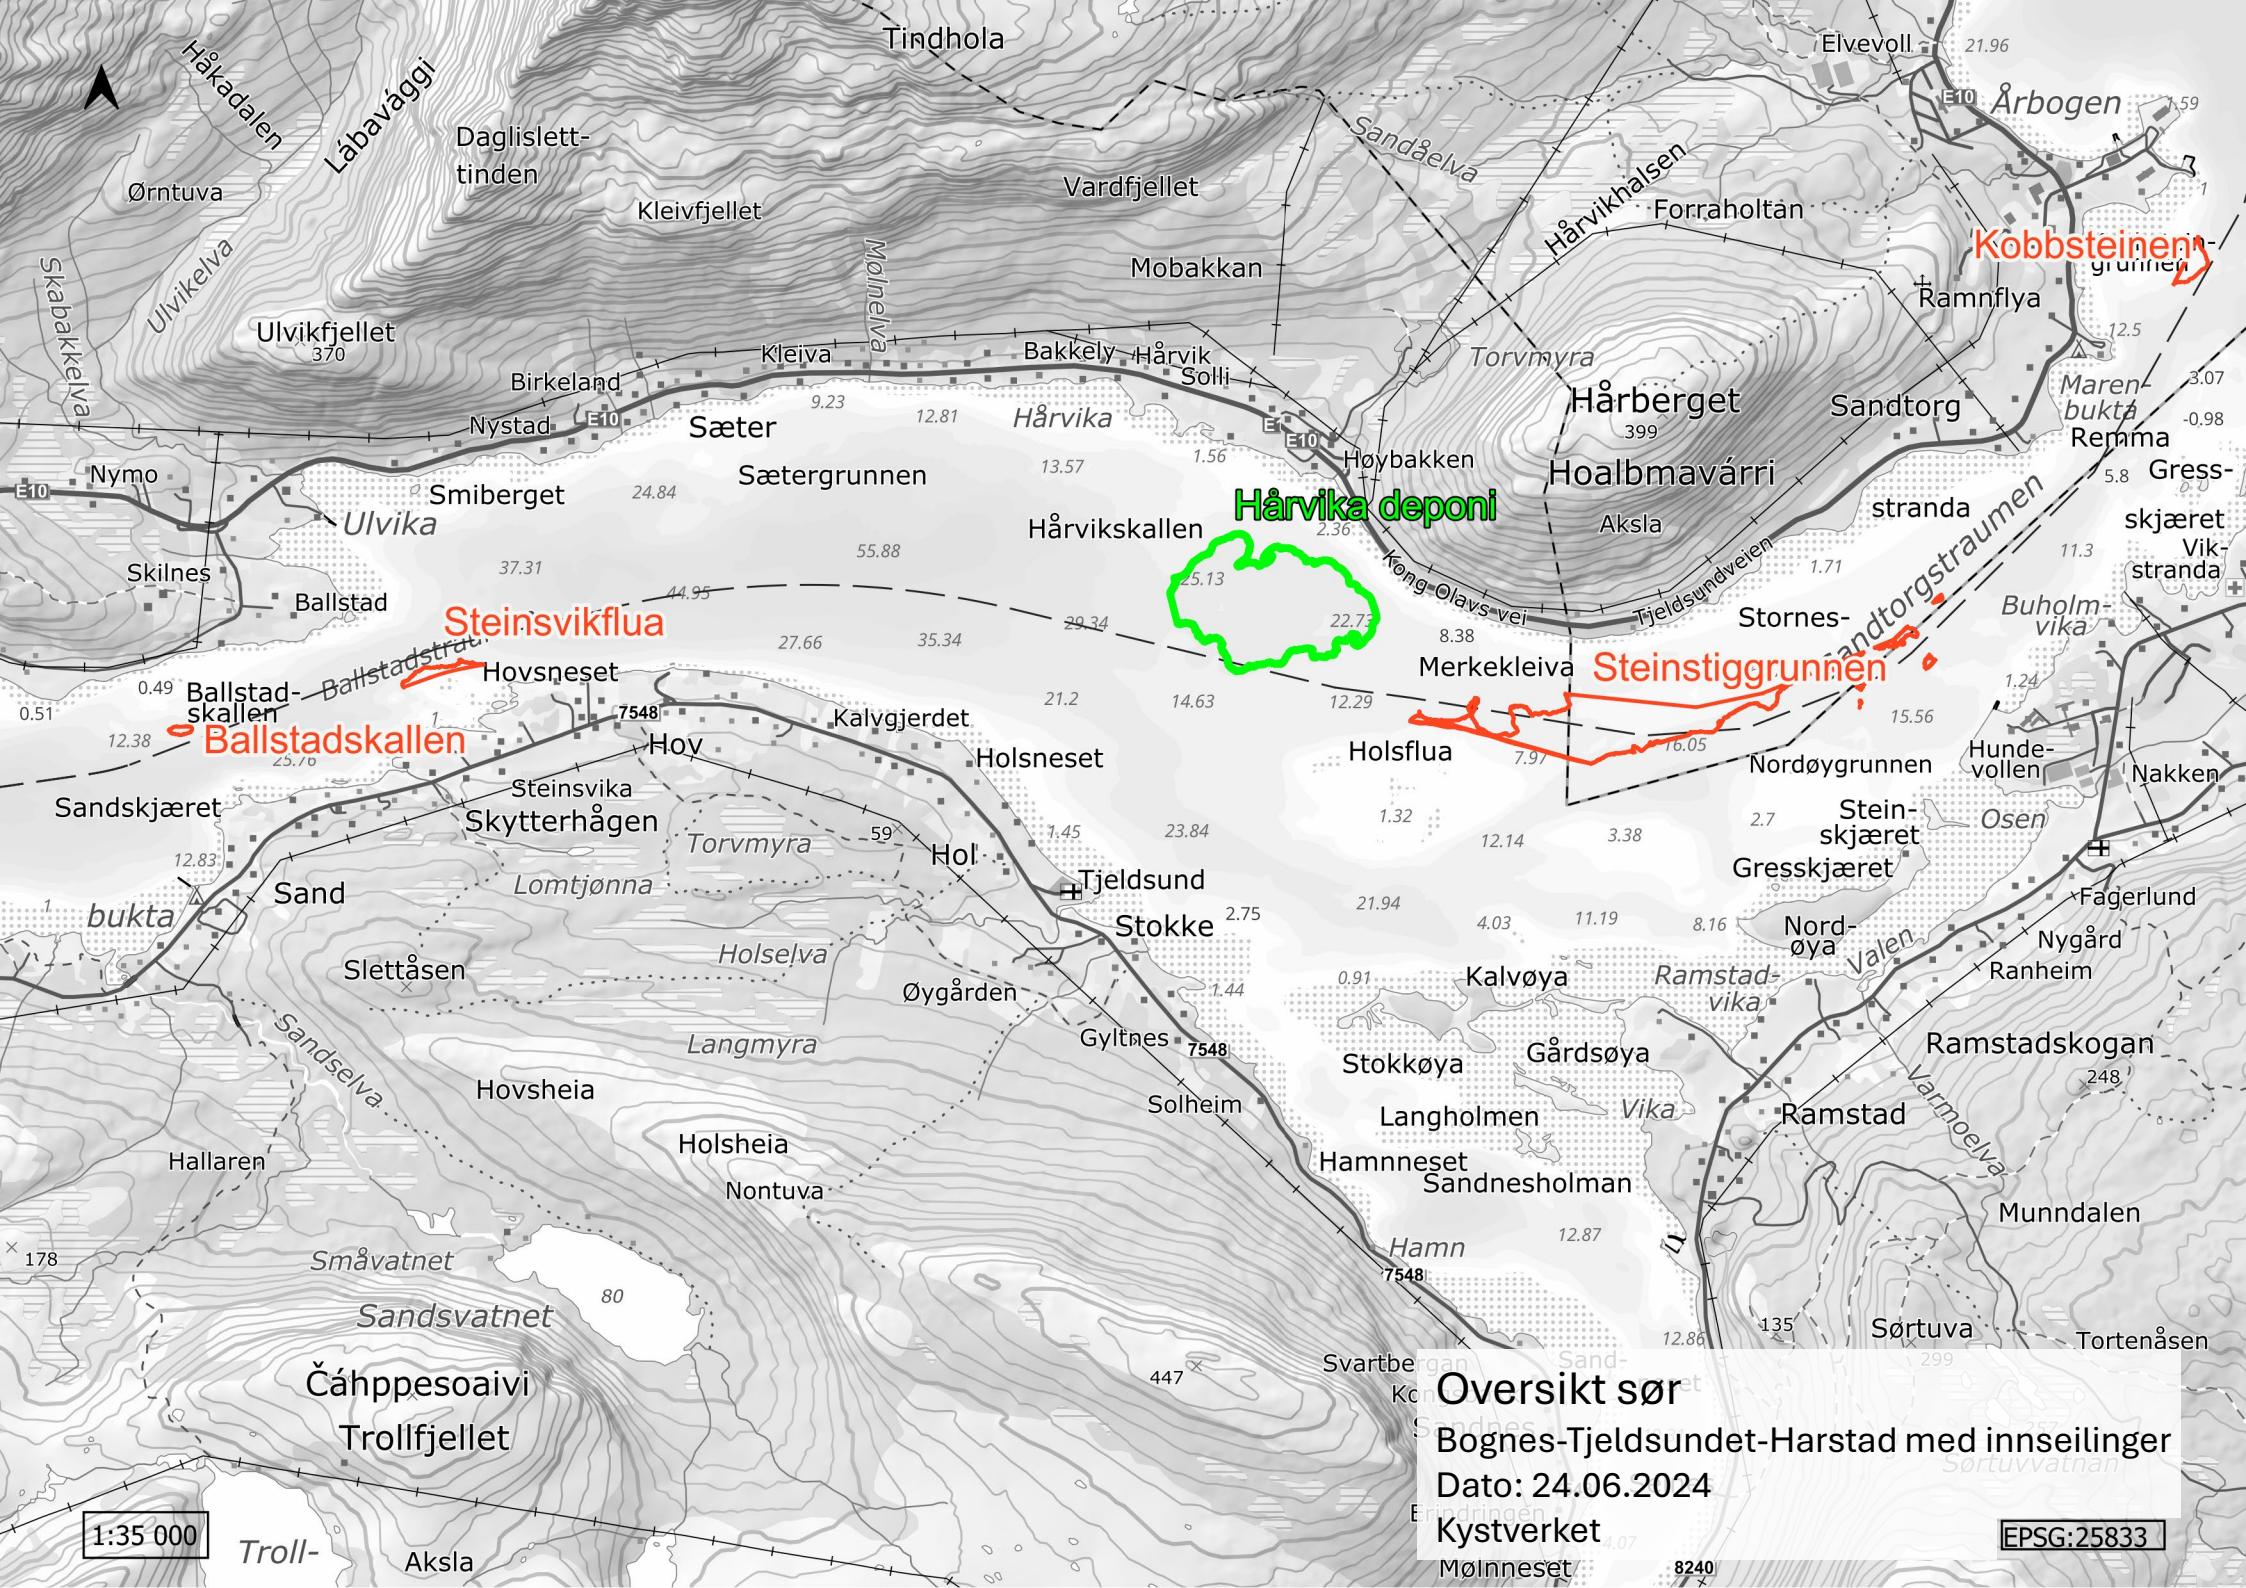 Tindhola
Elvevoll
21.96
Håkadalen
Lábavággi
E10
Årbogen
1.59
Daglislett-
tinden
Sandåelva
Hårvikhalsen
Ørntuva
Vardfjellet
1
Kleivfjellet
Forraholtan
Kobbsteinen
grunnen
Skabakkelva
Ulvikelva
Mølnelva
Mobakkan
Ramnflya
Ulvikfjellet
370
12.5
Kleiva
Bakkely
Hårvik
Solli
Torvmyra
Birkeland
3.07
Maren-
bukta
Hårberget
399
Sandtorg
9.23
12.81
Hårvika
E10
Nystad
Sæter
E10
-0.98
Remma
1.56
Høybakken
Nymo
Sætergrunnen
13.57
Hoalbmavárri
5.8
Gress-
skjæret
E10
Smiberget
24.84
Hårvika deponi
stranda
Ulvika
Hårvikskallen
2.36
Aksla
Sandtorgstraumen
Vik-
stranda
55.88
11.3
Skilnes
37.31
25.13
Kong Olavs vei
Tjeldsundveien
1.71
Ballstad
44.95
Stornes-
Buholm-
vika
Steinsvikflua
29.34
22.73
8.38
27.66
35.34
Merkekleiva
Steinstiggrunnen
Hovsneset
1.24
0.49
Ballstad-
skallen
21.2
14.63
12.29
0.51
1
7548
Kalvgjerdet
15.56
12.38
Ballstadskallen
25.76
Hov
Holsneset
Holsflua
7.97
16.05
Nordøygrunnen
Hunde-
vollen
Nakken
Steinsvika
Sandskjæret
Skytterhågen
59
1.45
23.84
1.32
12.14
3.38
2.7
Stein-
skjæret
Osen
Torvmyra
12.83
Hol
Gresskjæret
Lomtjønna
Sand
Tjeldsund
Fagerlund
1
bukta
2.75
Stokke
21.94
4.03
11.19
8.16
Nord-
øya
Valen
Nygård
Holselva
Slettåsen
0.91
Kalvøya
Ramstad-
vika
Ranheim
Øygården
1.44
Sandselva
Langmyra
Gyltnes
7548
Stokkøya
Gårdsøya
Ramstadskogan
248
Hovsheia
Solheim
Langholmen
Vika
Ramstad
Varmoelva
Holsheia
Hallaren
Hamnneset
Sandnesholman
Nontuva
Munndalen
12.87
178
Småvatnet
Hamn
7548
80
Sandsvatnet
135
Sørtuva
12.86
Tortenåsen
447
299
Čáhppesoaivi
Trollfjellet
Oversikt sør
Bognes-Tjeldsundet-Harstad med innseilinger
Dato: 24.06.2024
Kystverket
1:35 000
Troll-
Aksla
EPSG:25833
Mølnneset
8240